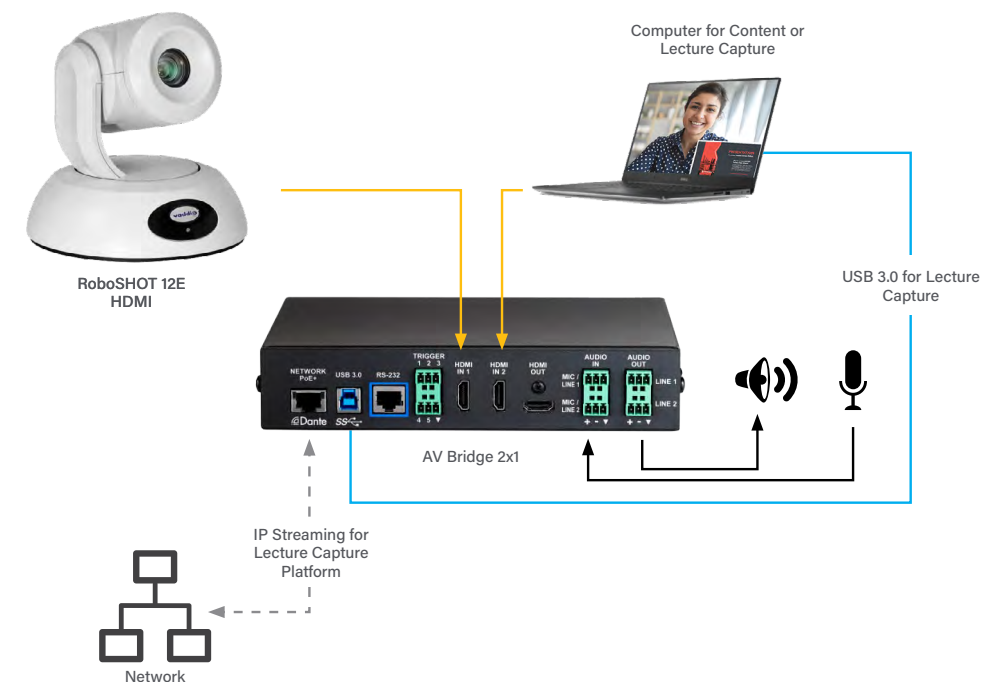 Computer for Content or
Lecture Capture
vaddio
RoboSHOT 12E
HDMI
USB 3.0 for Lecture
Capture
NETWORK
PoE+
USB 3.0
RS-232
TRIGGER
1 2 3
HDMI
IN 1
HDMI
IN 2
HDMI
OUT
AUDIO
IN
AUDIO
OUT
MIC /
LINE 1
MIC /
LINE 2
LINE 1
LINE 2
Dante
SS
4 5 ▼
+ - ▼
+ - ▼
AV Bridge 2x1
IP Streaming for
Lecture Capture
Platform
Network